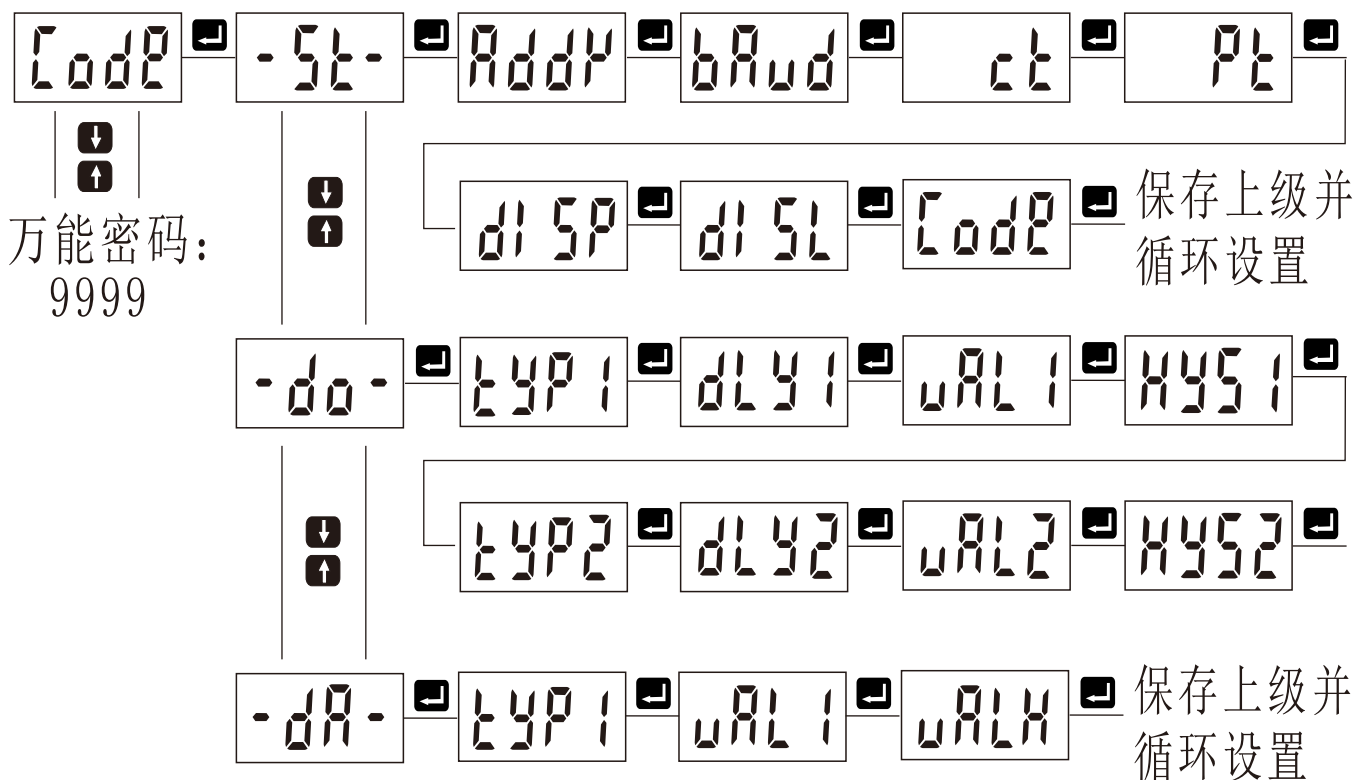 Code -St- Addr bAud ct Pt
万能密码：
9999
dISP dISL Code 保存上级并
循环设置
-do- tyP1 dLy1 vAL1 HyS1
tyP2 dLy2 vAL2 HyS2
-dA- tyP1 vAL1 vALH 保存上级并
循环设置